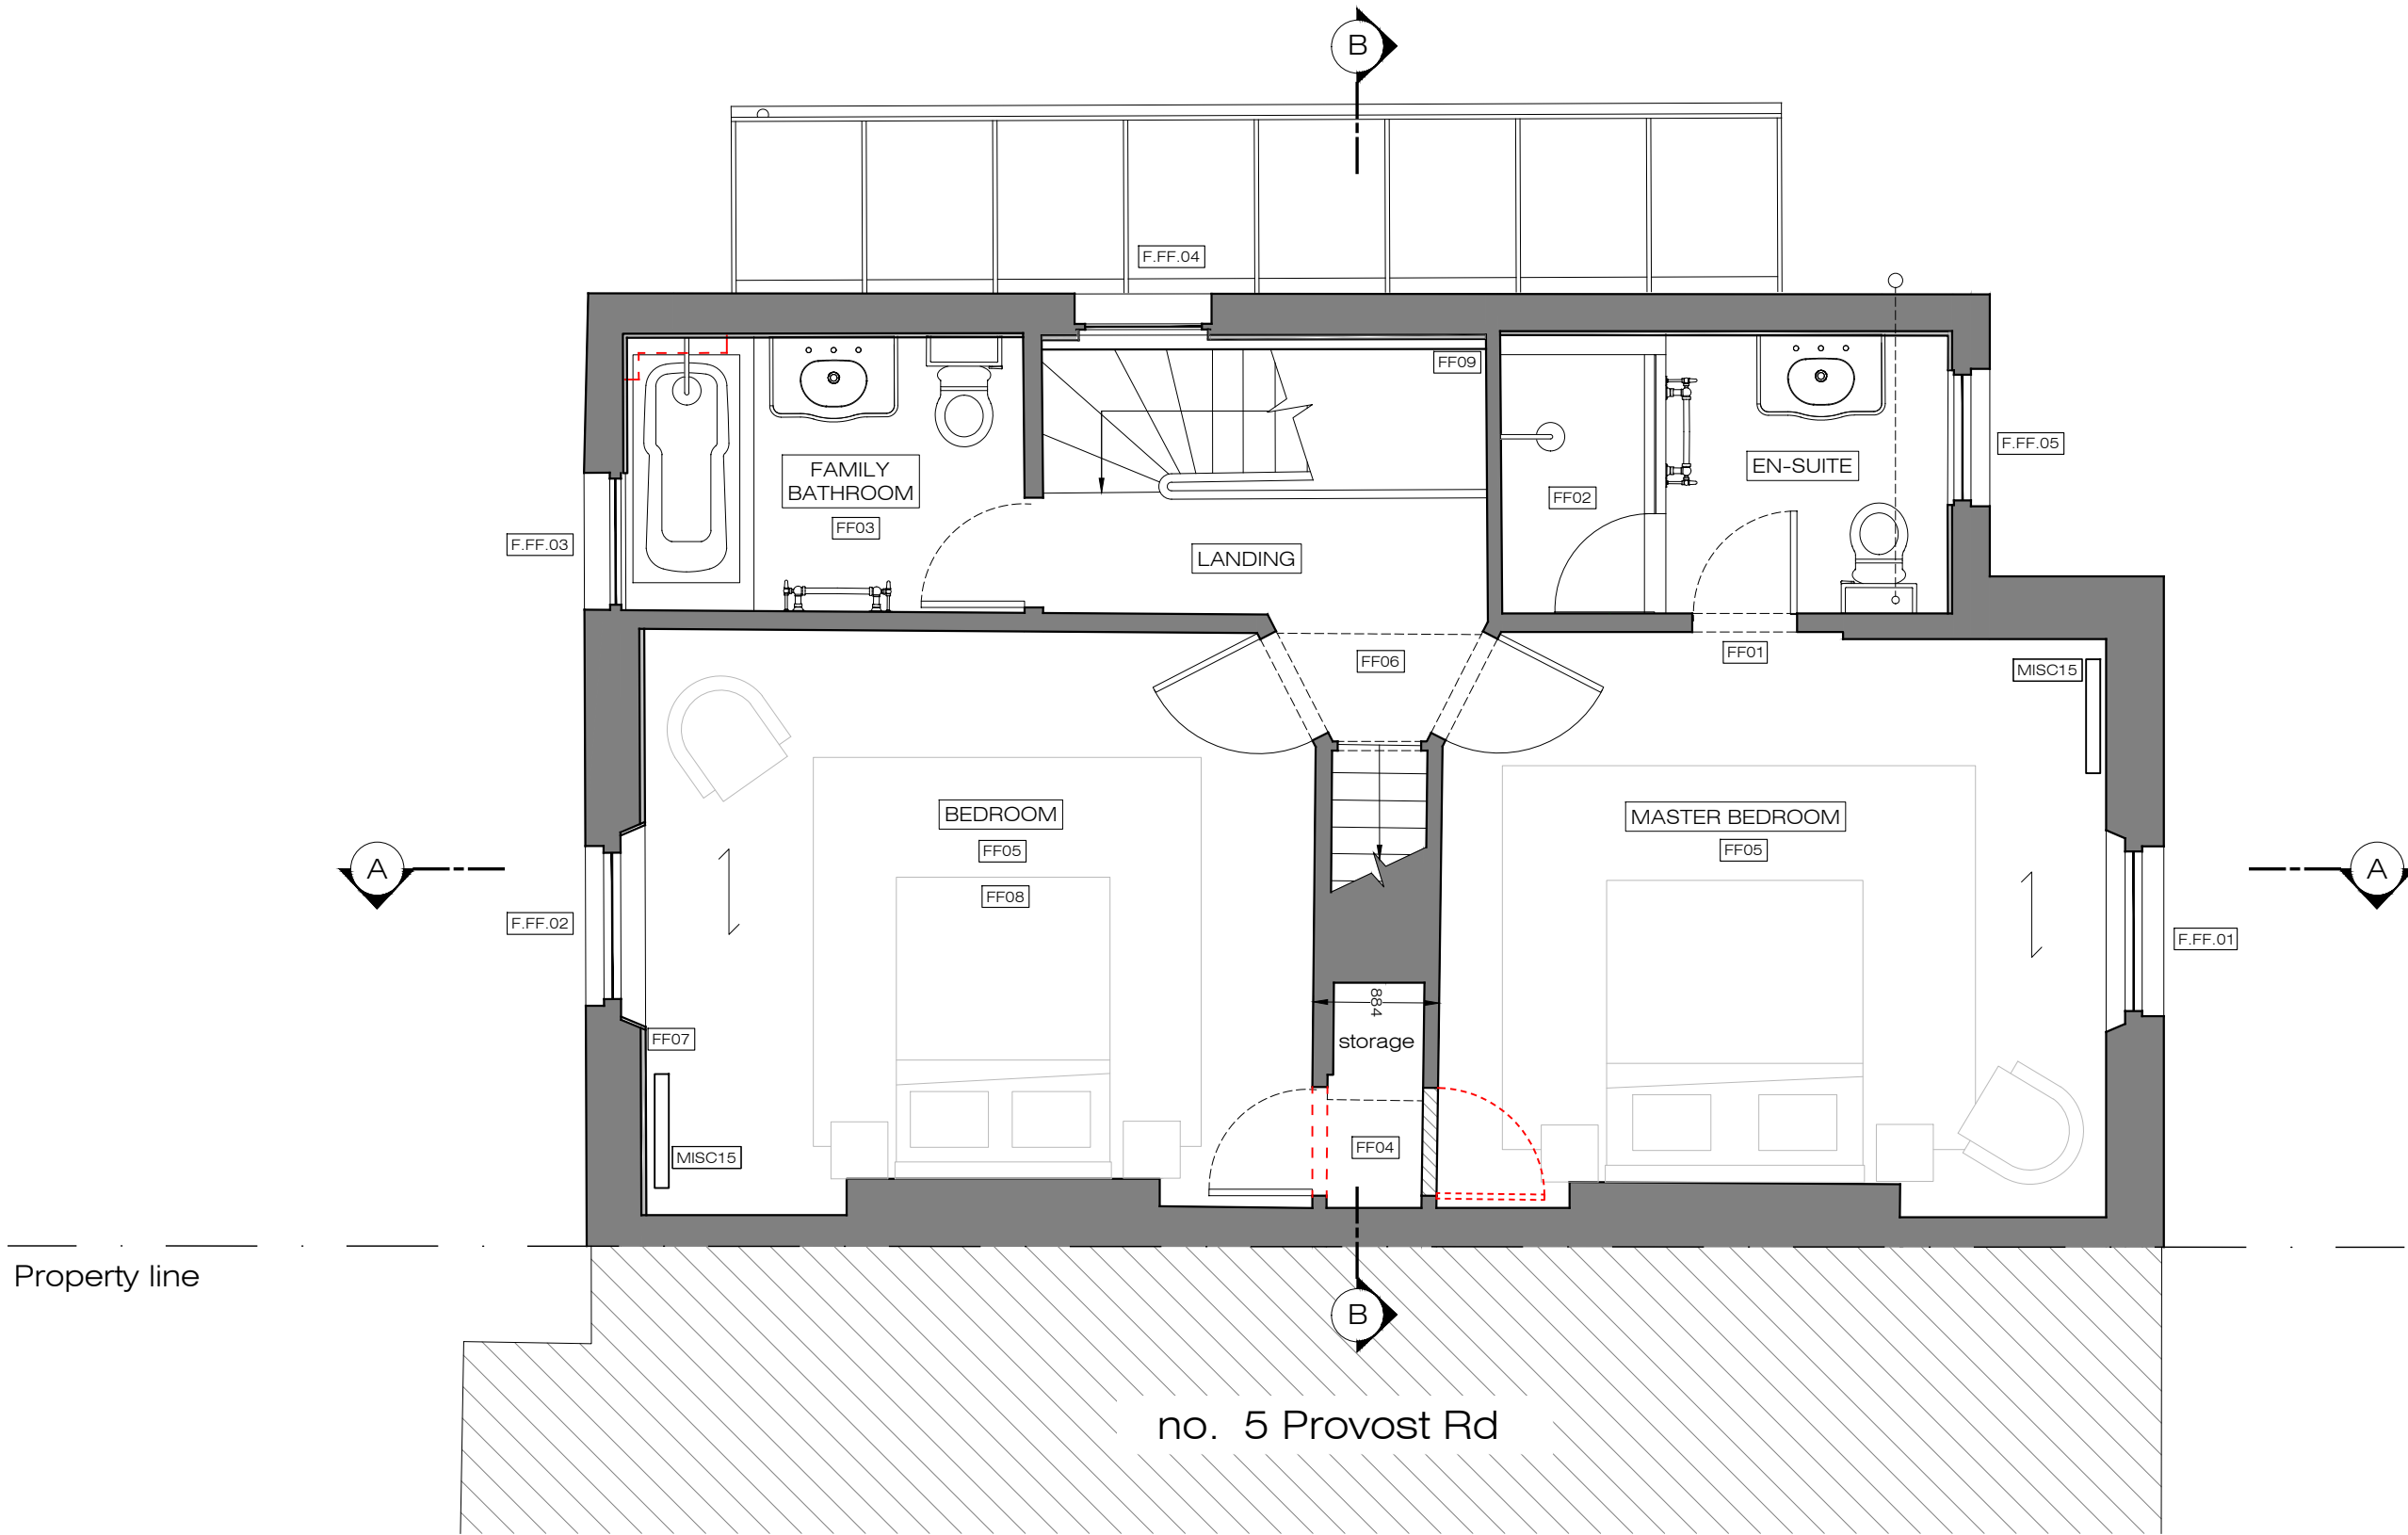 B
F.FF.04
FF09
F.FF.05
FAMILY
BATHROOM
EN-SUITE
FF02
FF03
F.FF.03
LANDING
FF06
FF01
MISC15
BEDROOM
MASTER BEDROOM
FF05
FF05
A
A
FF08
F.FF.02
F.FF.01
884
FF07
storage
FF04
MISC15
Property line
B
no. 5 Provost Rd